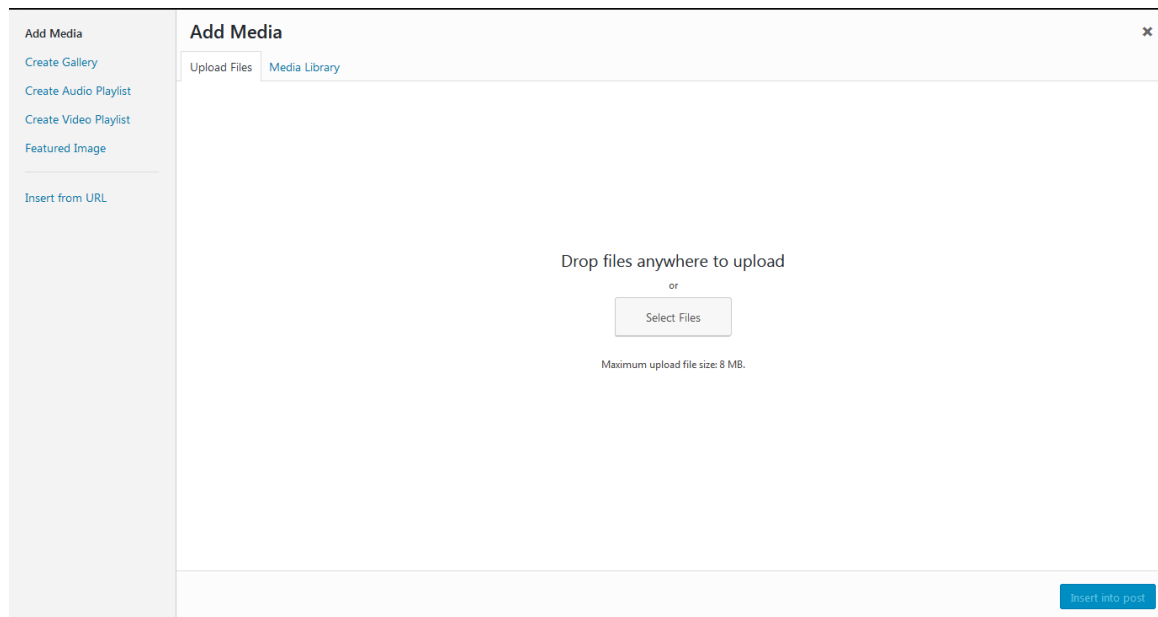 Add Media
Create Gallery
Create Audio Playlist
Create Video Playlist
Featured Image
Insert from URL
Add Media
Upload Files
Media Library
Drop files anywhere to upload
or
Select Files
Maximum upload file size: 8 MB.
Insert into post